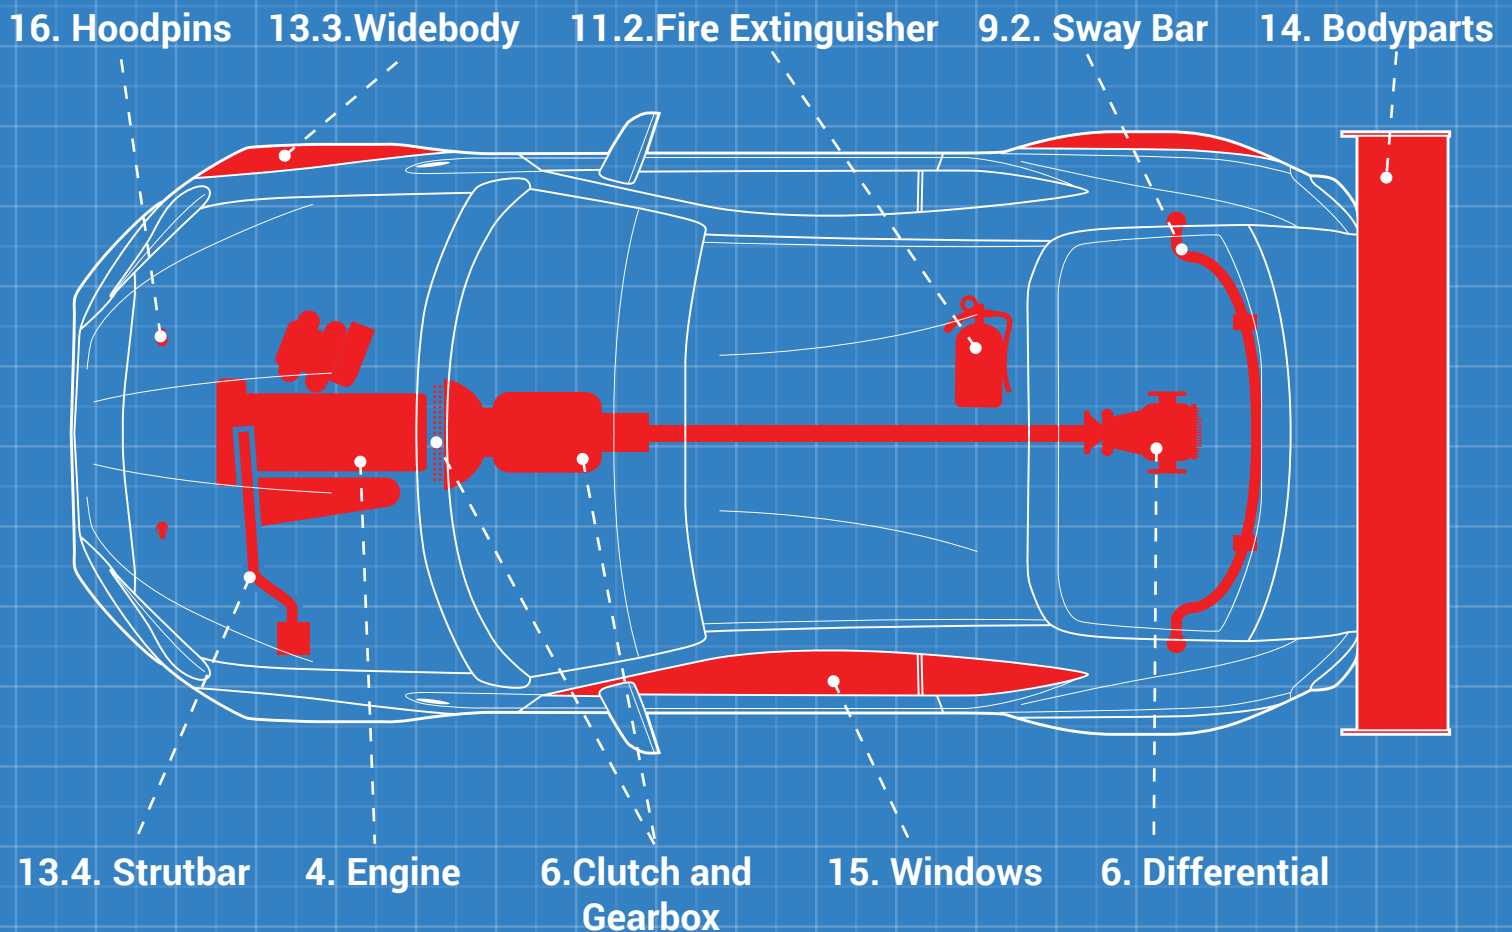 16. Hoodpins
13.3.Widebody
11.2.Fire Extinguisher
9.2. Sway Bar
14. Bodyparts
13.4. Strutbar
4. Engine
6.Clutch and
Gearbox
15. Windows
6. Differential